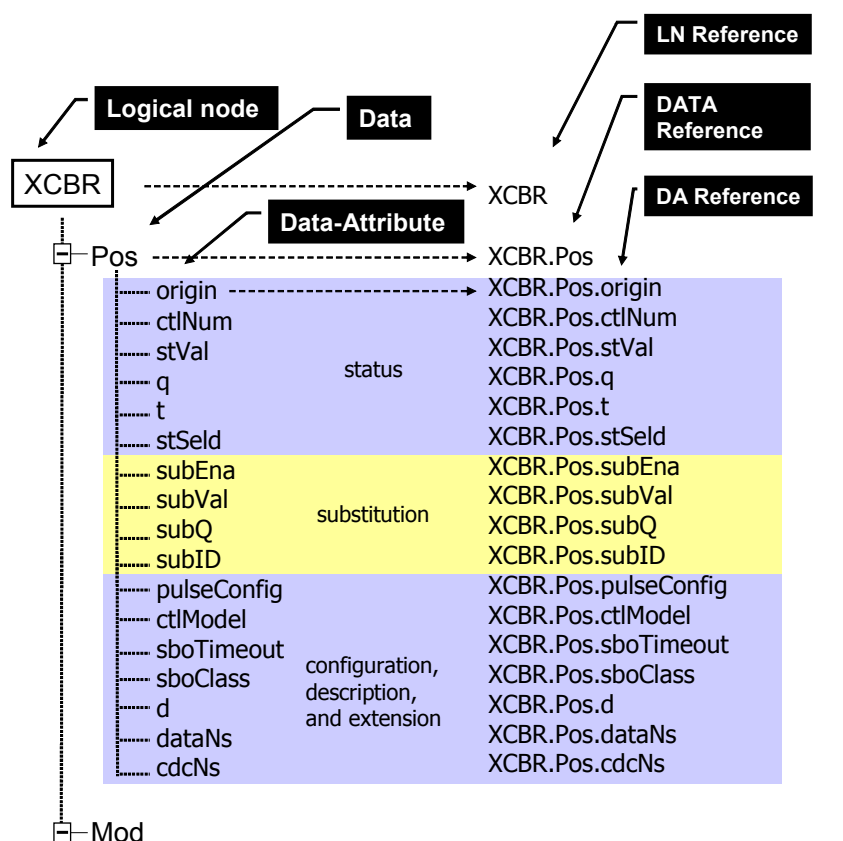 LN Reference
Logical node
Data
DATA
Reference
XCBR
XCBR
DA Reference
Data-Attribute
Pos
XCBR.Pos
origin
XCBR.Pos.origin
ctlNum
XCBR.Pos.ctlNum
stVal
XCBR.Pos.stVal
status
q
XCBR.Pos.q
t
XCBR.Pos.t
stSeld
XCBR.Pos.stSeld
subEna
XCBR.Pos.subEna
subVal
XCBR.Pos.subVal
substitution
subQ
XCBR.Pos.subQ
subID
XCBR.Pos.subID
pulseConfig
XCBR.Pos.pulseConfig
ctlModel
XCBR.Pos.ctlModel
sboTimeout
XCBR.Pos.sboTimeout
configuration,
description,
and extension
sboClass
XCBR.Pos.sboClass
d
XCBR.Pos.d
dataNs
XCBR.Pos.dataNs
cdcNs
XCBR.Pos.cdcNs
Mod